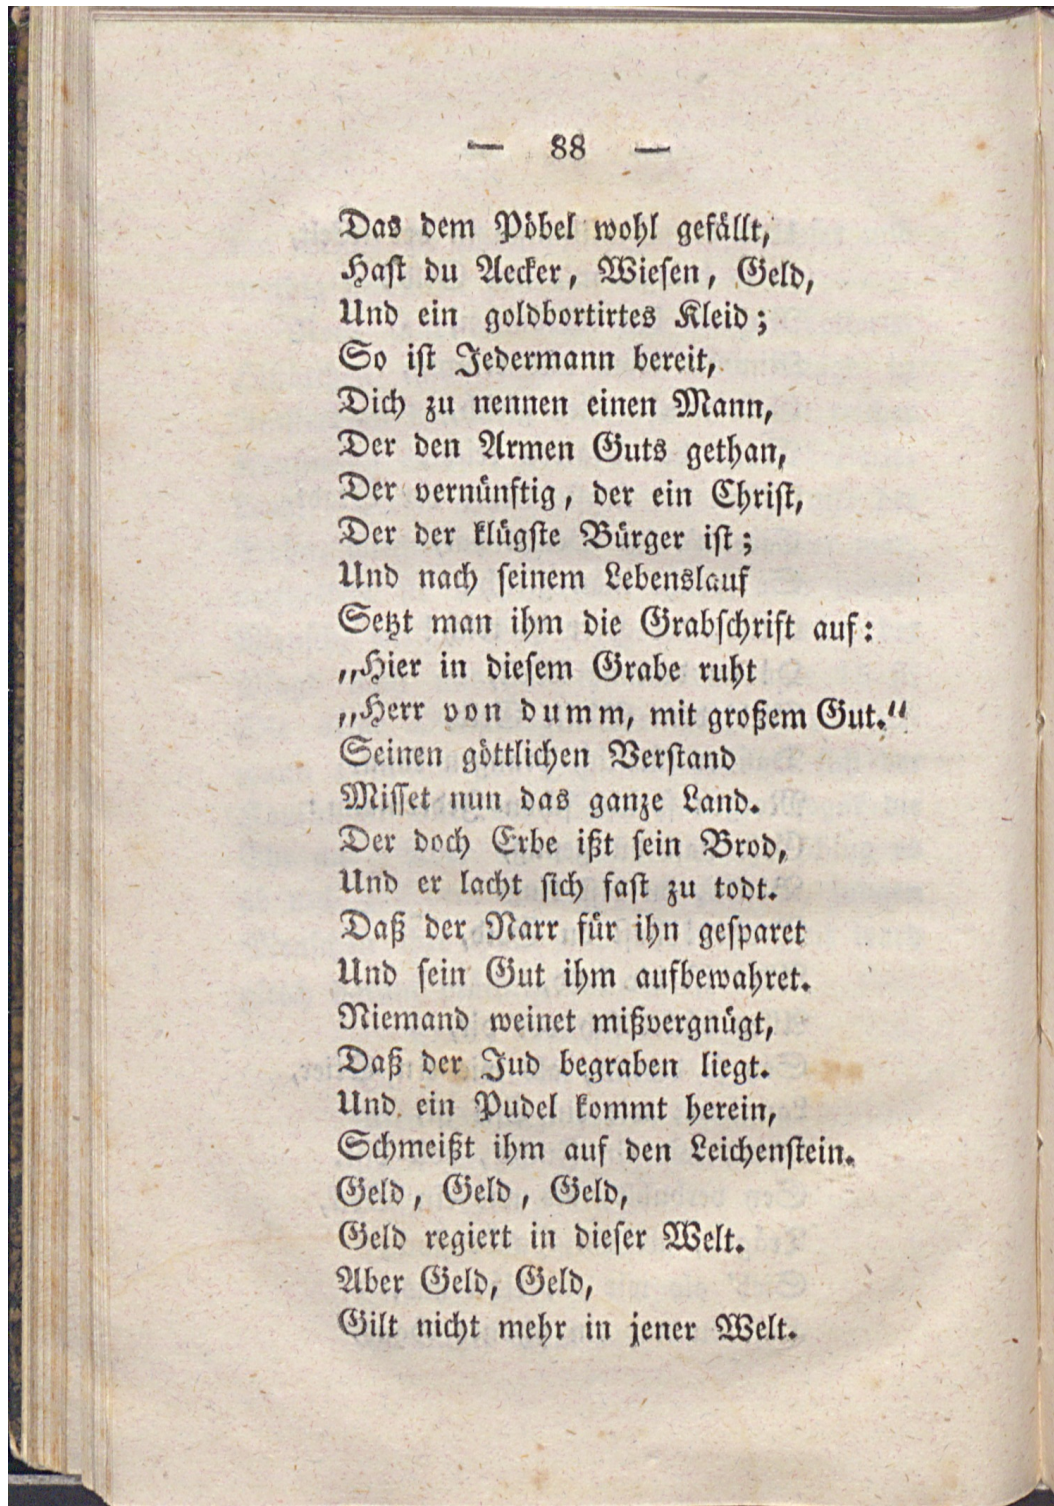 — 88 —
Das dem Pöbel wohl gefällt,
Hast du Aecker, Wiesen, Geld,
Und ein goldbortirtes Kleid;
So ist Jedermann bereit,
Dich zu nennen einen Mann,
Der den Armen Guts gethan,
Der vernünftig, der ein Christ,
Der der klügste Bürger ist;
Und nach seinem Lebenslauf
Setzt man ihm die Grabschrift auf:
„Hier in diesem Grabe ruht
„Herr von dumm, mit großem Gut.“
Seinen göttlichen Verstand
Misset nun das ganze Land.
Der doch Erbe ißt sein Brod,
Und er lacht sich fast zu todt.
Daß der Narr für ihn gesparet
Und sein Gut ihm aufbewahret.
Niemand weinet mißvergnügt,
Daß der Jud begraben liegt.
Und ein Pudel kommt herein,
Schmeißt ihm auf den Leichenstein.
Geld, Geld, Geld,
Geld regiert in dieser Welt.
Aber Geld, Geld,
Gilt nicht mehr in jener Welt.